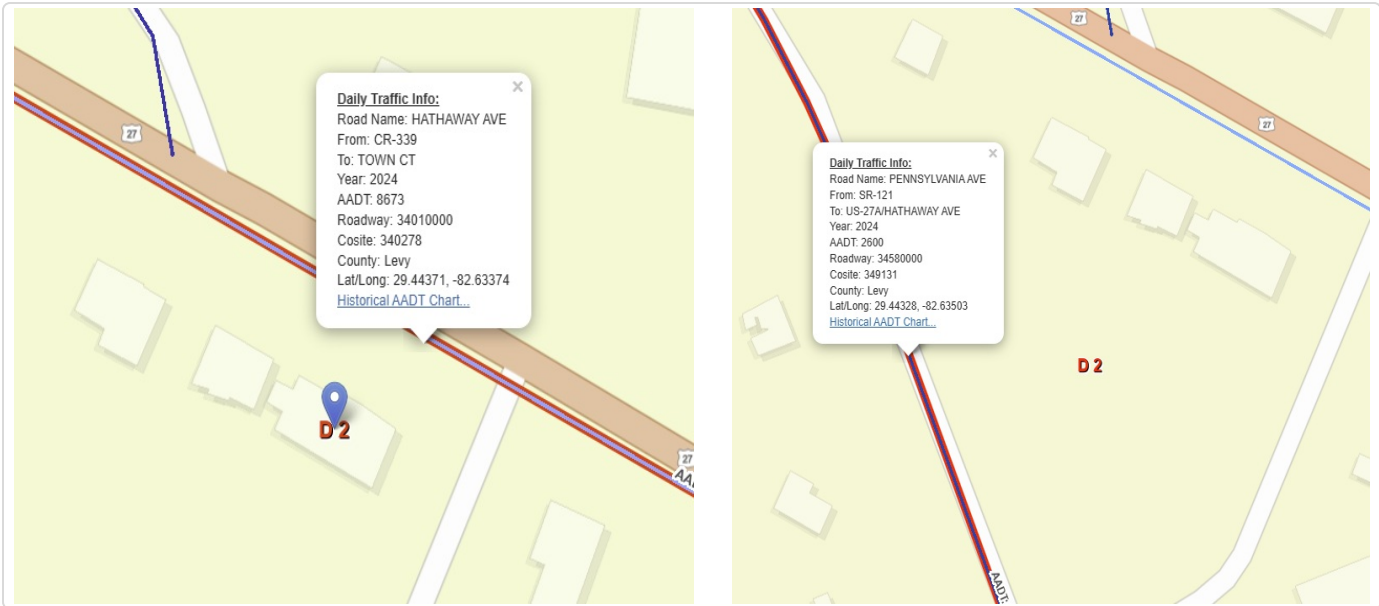 27
×
Daily Traffic Info:
Road Name: HATHAWAY AVE
From: CR-339
To: TOWN CT
Year: 2024
AADT: 8673
Roadway: 34010000
Cosite: 340278
County: Levy
Lat/Long: 29.44371, -82.63374
Historical AADT Chart...
D 2
27
27
27
×
Daily Traffic Info:
Road Name: PENNSYLVANIA AVE
From: SR-121
To: US-27A/HATHAWAY AVE
Year: 2024
AADT: 2600
Roadway: 34580000
Cosite: 349131
County: Levy
Lat/Long: 29.44328, -82.63503
Historical AADT Chart...
D 2
AADT: